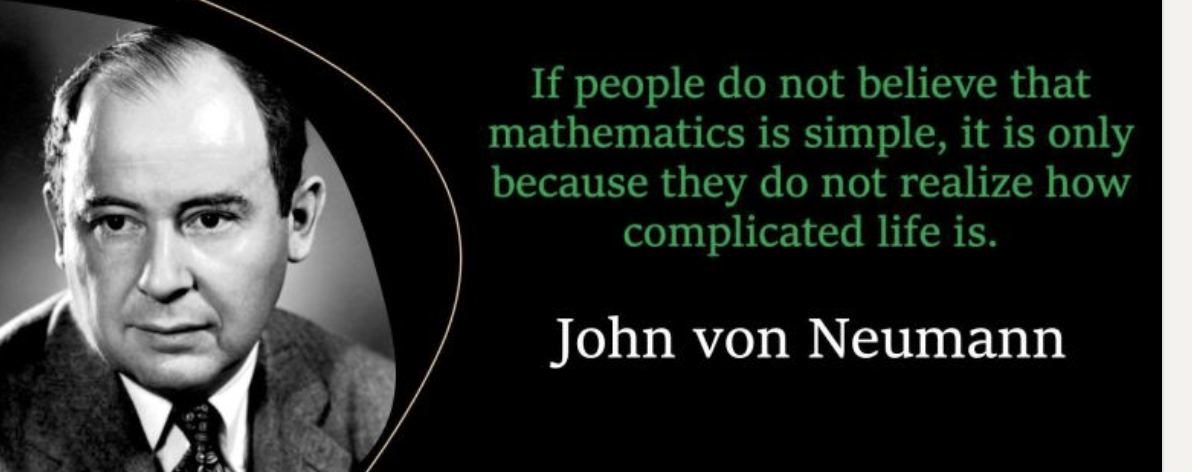 If people do not believe that
mathematics is simple, it is only
because they do not realize how
complicated life is.
John von Neumann